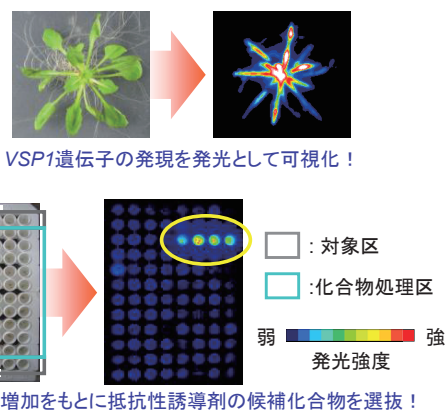 VSP1遺伝子の発現を発光として可視化！
: 対象区
:化合物処理区
弱 強
発光強度
増加をもとに抵抗性誘導剤の候補化合物を選抜！